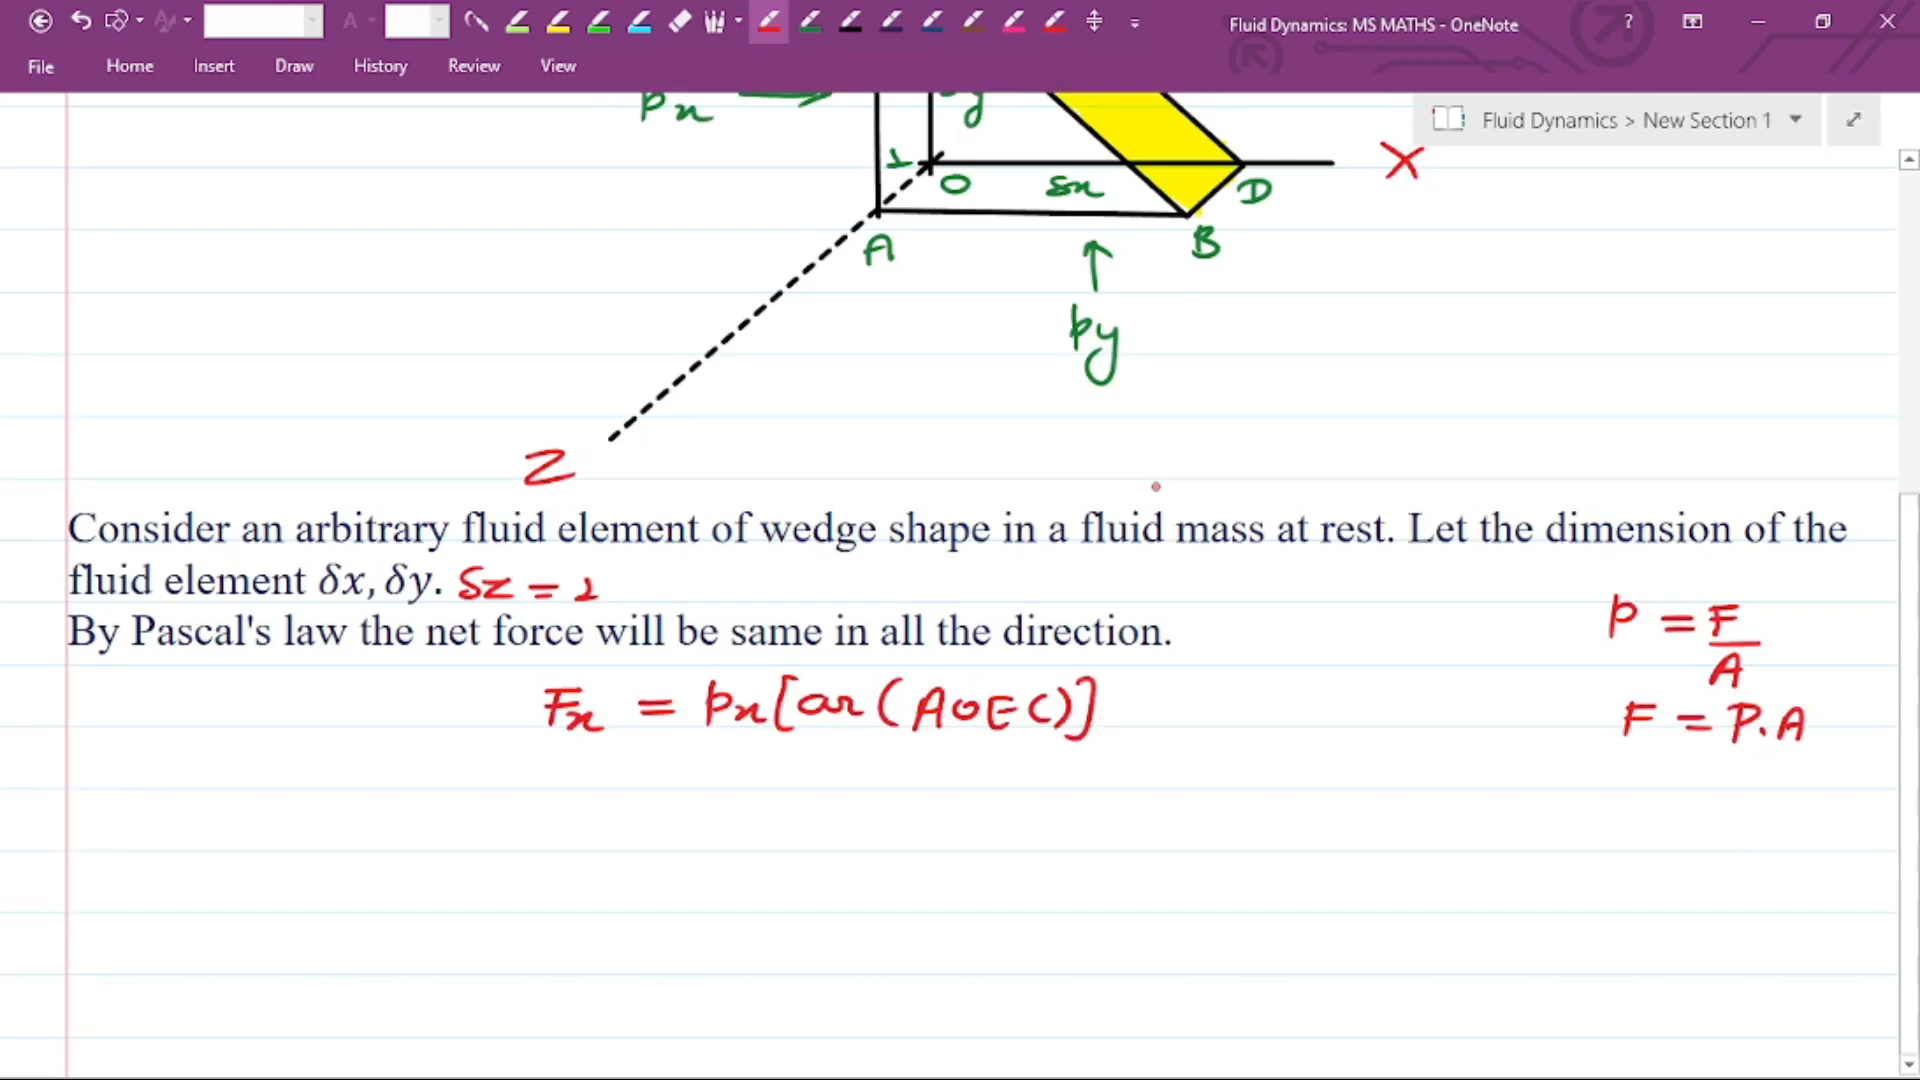 Fluid Dynamics: MS MATHS - OneNote
?
File Home Insert Draw History Review View
Fluid Dynamics > New Section 1
px
y
1
O
δx
D
X
A
B
py
Z
Consider an arbitrary fluid element of wedge shape in a fluid mass at rest. Let the dimension of the
fluid element δx, δy. δz = 1
By Pascal's law the net force will be same in all the direction.
p = F/A
Fx = px[ar(AOEC)]
F = P.A